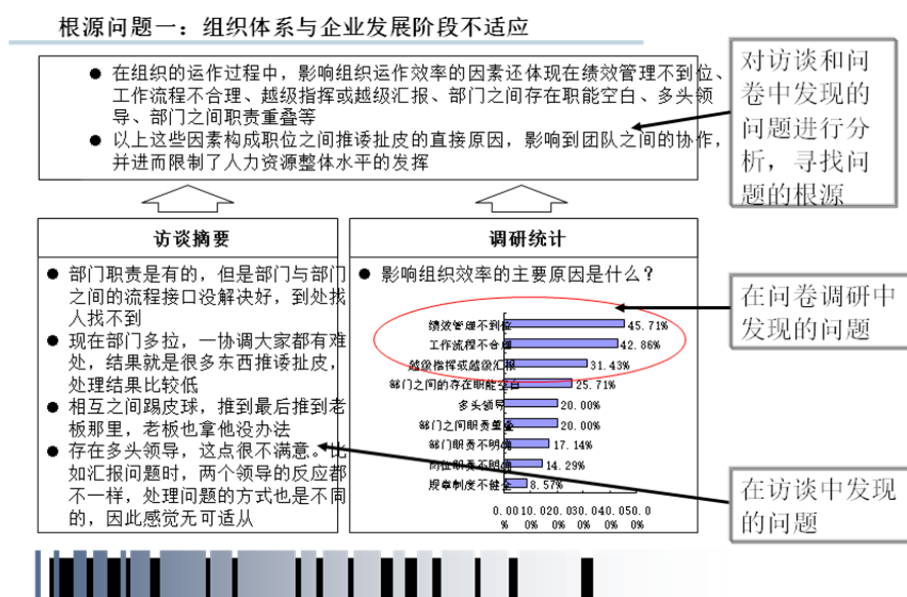 根源问题一：组织体系与企业发展阶段不适应
● 在组织的运作过程中，影响组织运作效率的因素还体现在绩效管理不到位、
工作流程不合理、越级指挥或越级汇报、部门之间存在职能空白、多头领
导、部门之间职责重叠等
● 以上这些因素构成职位之间推诿扯皮的直接原因，影响到团队之间的协作，
并进而限制了人力资源整体水平的发挥
对访谈和问
卷中发现的
问题进行分
析，寻找问
题的根源
访谈摘要
● 部门职责是有的，但是部门与部门
之间的流程接口没解决好，到处找
人找不到
● 现在部门多拉，一协调大家都有难
处，结果就是很多东西推诿扯皮，
处理结果比较低
● 相互之间踢皮球，推到最后推到老
板那里，老板也拿他没办法
● 存在多头领导，这点很不满意。比
如汇报问题时，两个领导的反应都
不一样，处理问题的方式也是不同
的，因此感觉无可适从
调研统计
● 影响组织效率的主要原因是什么？
绩效管理不到位 45.71%
工作流程不合理 42.86%
越级指挥或越级汇报 31.43%
部门之间的存在职能空白 25.71%
多头领导 20.00%
部门之间职责重叠 20.00%
部门职责不明确 17.14%
岗位职责不明确 14.29%
规章制度不健全 8.57%
0.00 10.0 20.0 30.0 40.0 50.0
% 0% 0% 0% 0% 0%
在问卷调研中
发现的问题
在访谈中发现
的问题